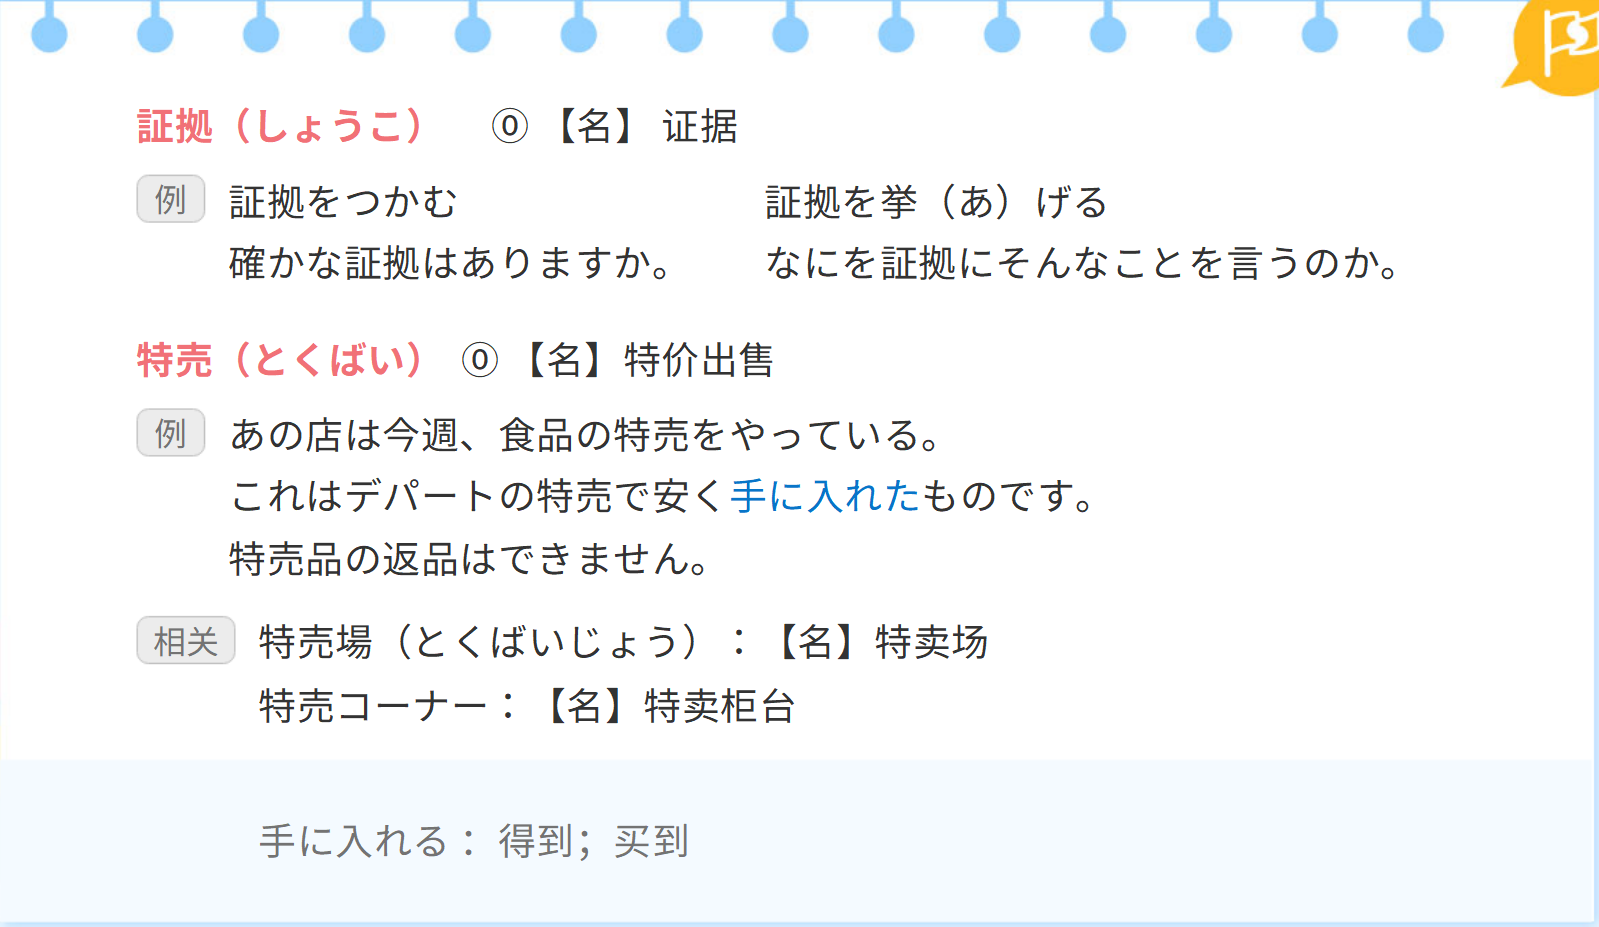 証拠（しょうこ） ⓪【名】 证据
例 証拠をつかむ 証拠を挙（あ）げる
確かな証拠はありますか。 なにを証拠にそんなことを言うのか。
特売（とくばい） ⓪【名】特价出售
例 あの店は今週、食品の特売をやっている。
これはデパートの特売で安く手に入れたものです。
特売品の返品はできません。
相关 特売場（とくばいじょう）：【名】特卖场
特売コーナー：【名】特卖柜台
手に入れる： 得到；买到